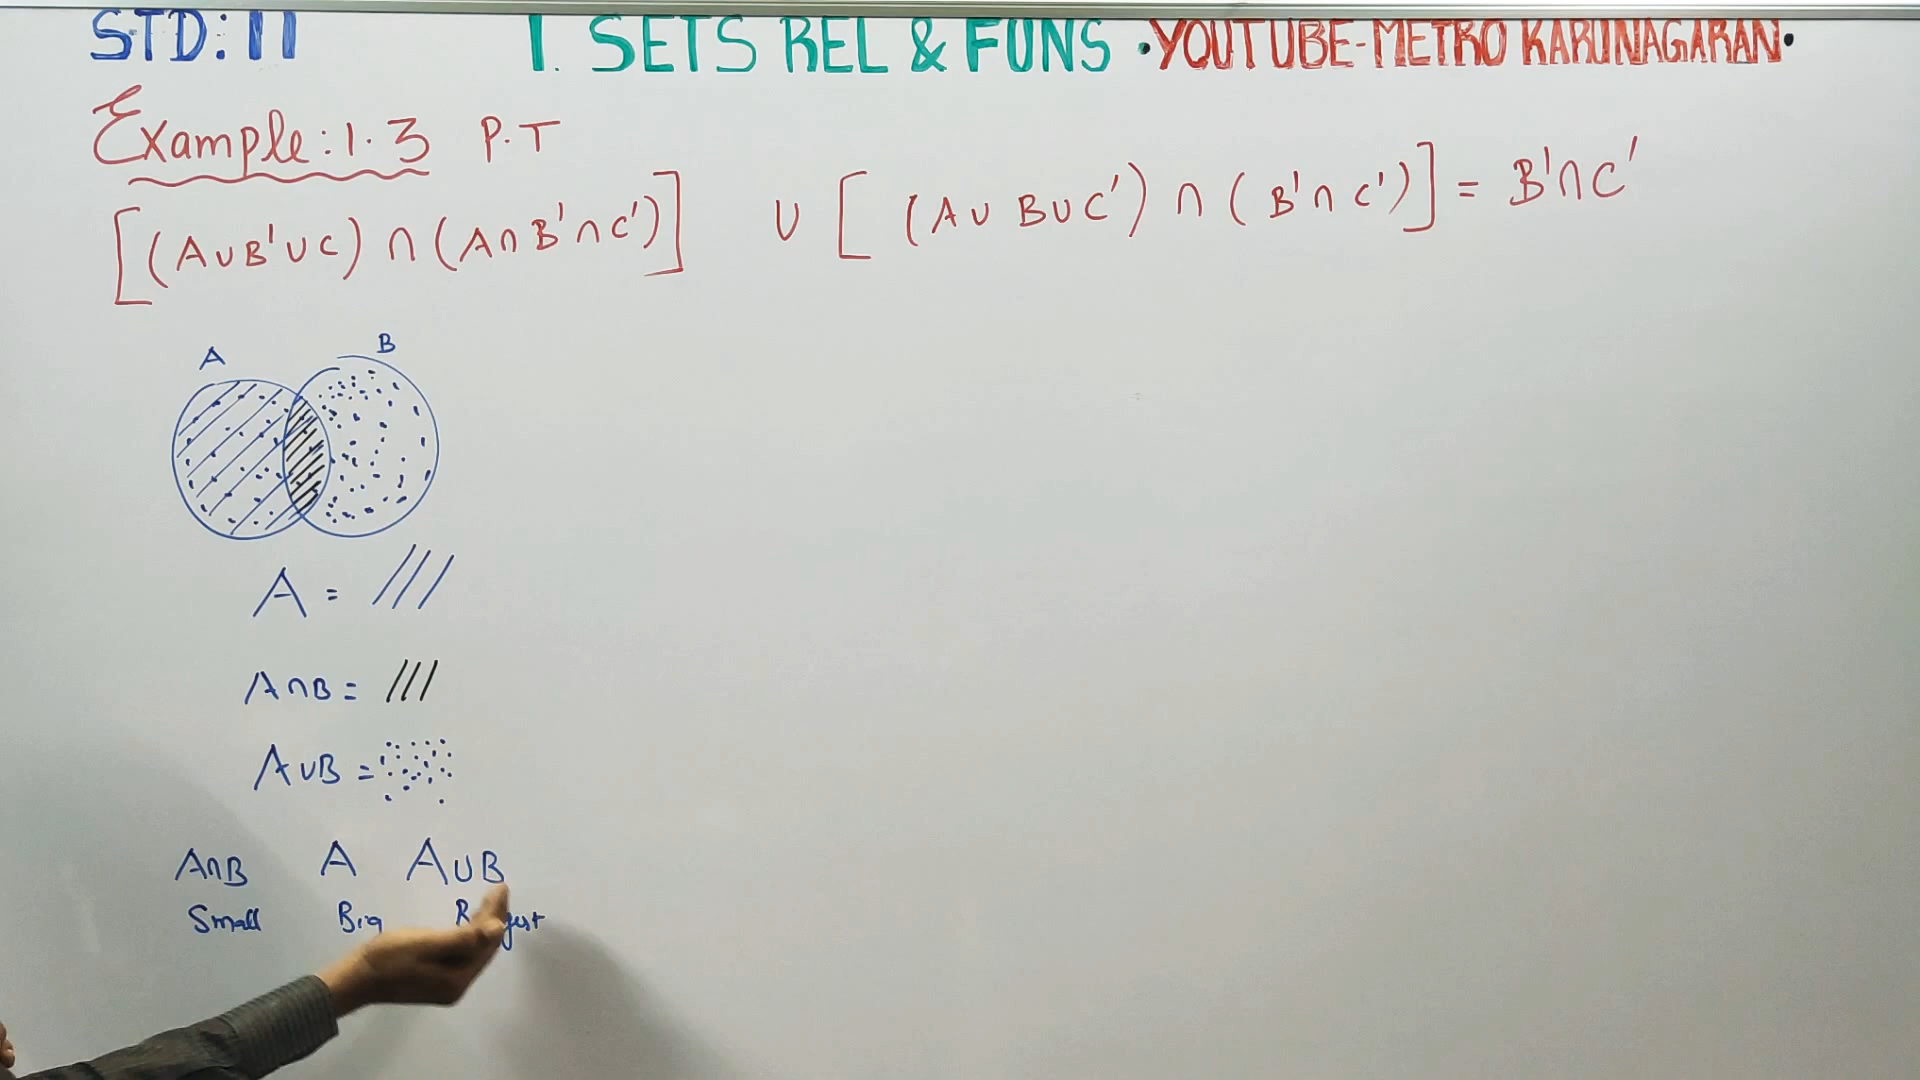 STD: 11 1. SETS REL & FUNS •YOUTUBE-METRO KARUNAGARAN•
Example: 1.3 P.T
[(A∪B'∪C) ∩ (A∩B'∩C')] ∪ [(A∪B∪C') ∩ (B'∩C')] = B'∩C'
A B
A = ///
A∩B = ///
A∪B =
A∩B A A∪B
Small Big